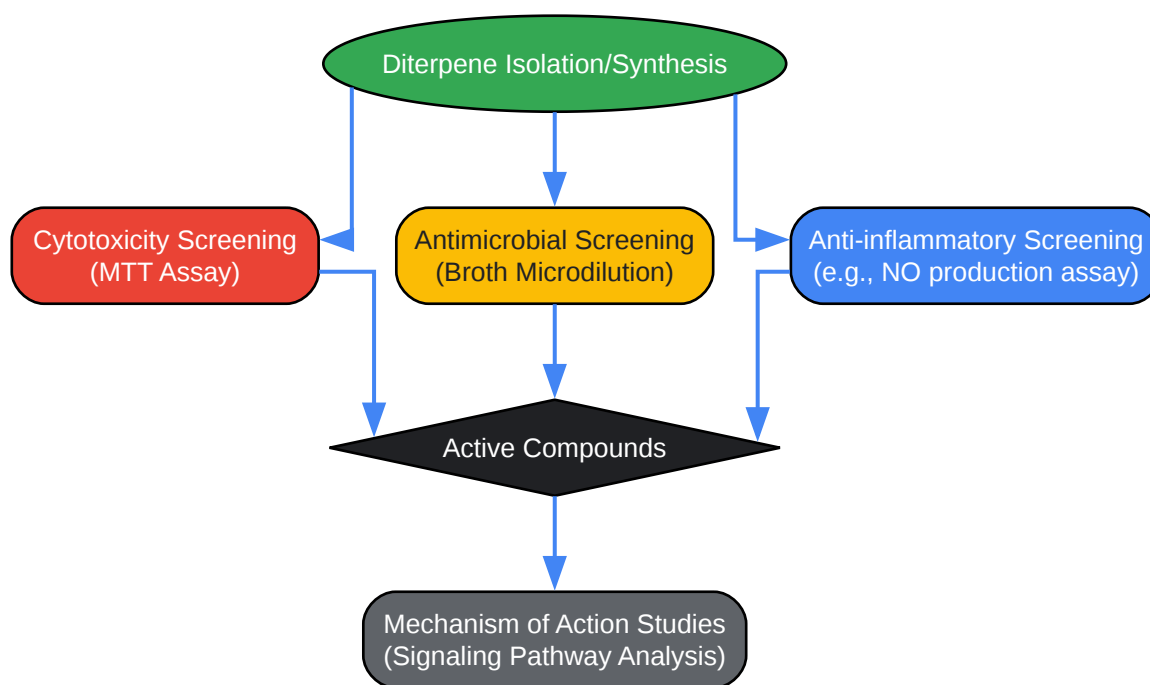 Diterpene Isolation/Synthesis
Cytotoxicity Screening
(MTT Assay)
Antimicrobial Screening
(Broth Microdilution)
Anti-inflammatory Screening
(e.g., NO production assay)
Active Compounds
Mechanism of Action Studies
(Signaling Pathway Analysis)